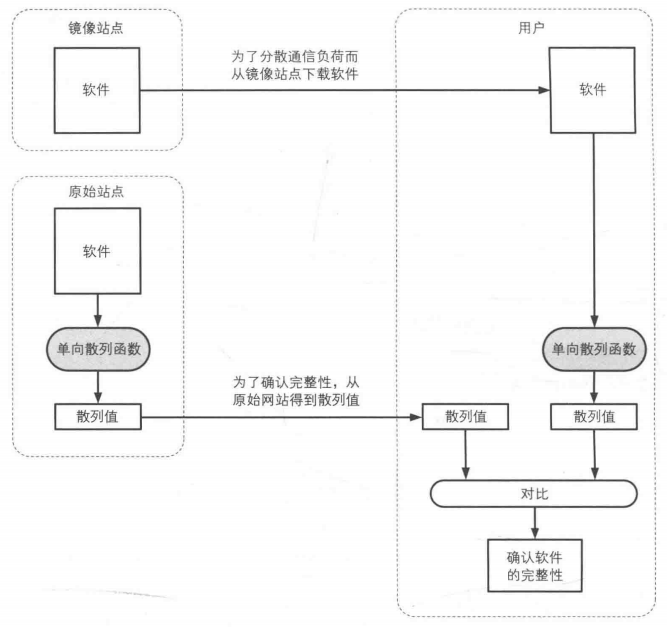 镜像站点
用户
软件
为了分散通信负荷而
从镜像站点下载软件
软件
原始站点
软件
单向散列函数
单向散列函数
散列值
为了确认完整性，从
原始网站得到散列值
散列值
散列值
对比
确认软件
的完整性